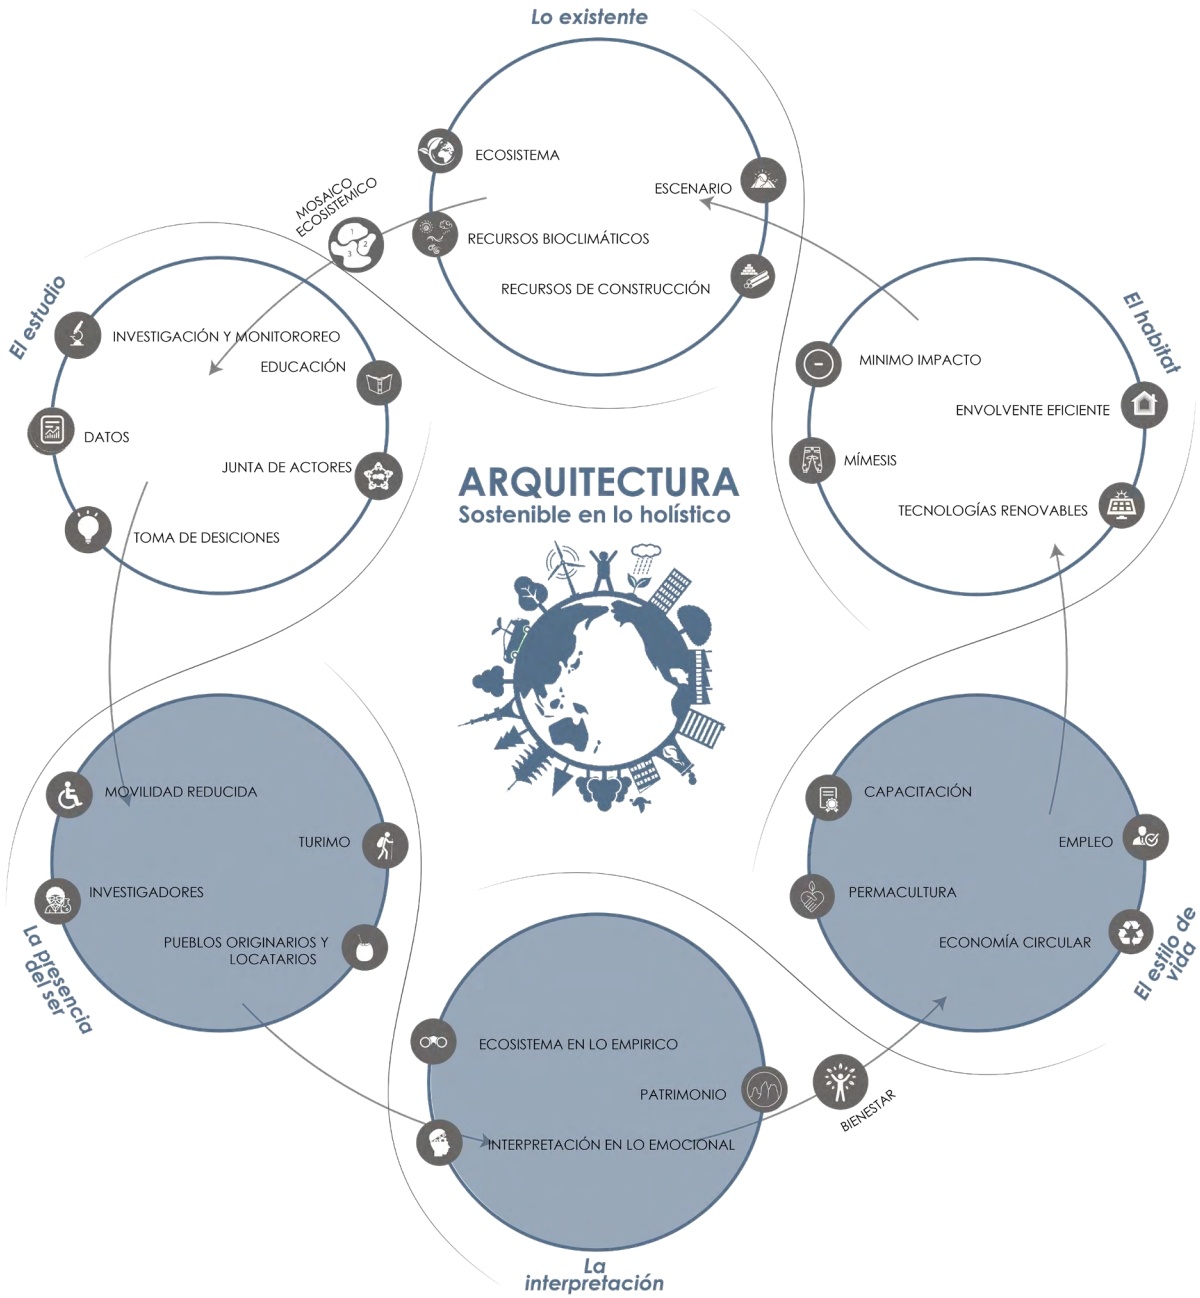 Lo existente
ECOSISTEMA
ESCENARIO
RECURSOS BIOCLIMÁTICOS
RECURSOS DE CONSTRUCCIÓN
MOSAICO
ECOSISTEMICO
1
2
3
El estudio
INVESTIGACIÓN Y MONITOROREO
EDUCACIÓN
DATOS
JUNTA DE ACTORES
TOMA DE DESICIONES
El habitat
MINIMO IMPACTO
ENVOLVENTE EFICIENTE
MÍMESIS
TECNOLOGÍAS RENOVABLES
ARQUITECTURA
Sostenible en lo holístico
MOVILIDAD REDUCIDA
TURIMO
INVESTIGADORES
PUEBLOS ORIGINARIOS Y
LOCATARIOS
La presencia
del ser
CAPACITACIÓN
EMPLEO
PERMACULTURA
ECONOMÍA CIRCULAR
El estilo de
vida
ECOSISTEMA EN LO EMPIRICO
PATRIMONIO
INTERPRETACIÓN EN LO EMOCIONAL
BIENESTAR
La
interpretación